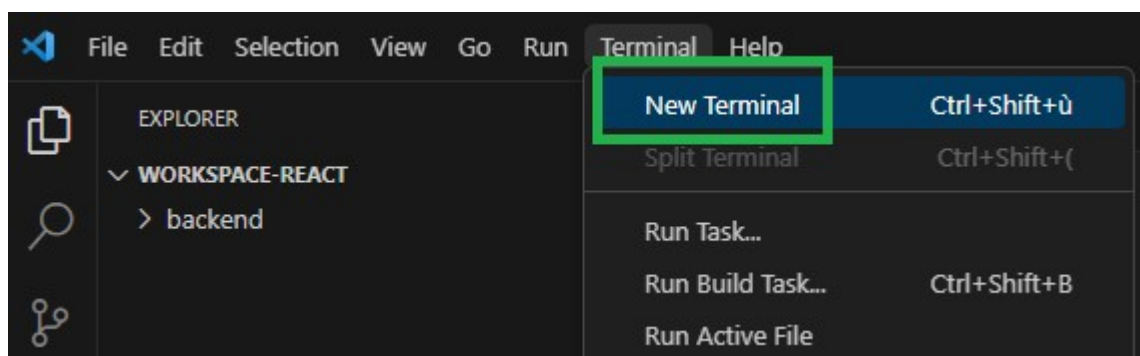 File Edit Selection View Go Run Terminal Help
EXPLORER
WORKSPACE-REACT
backend
New Terminal Ctrl+Shift+ù
Split Terminal Ctrl+Shift+(
Run Task...
Run Build Task... Ctrl+Shift+B
Run Active File